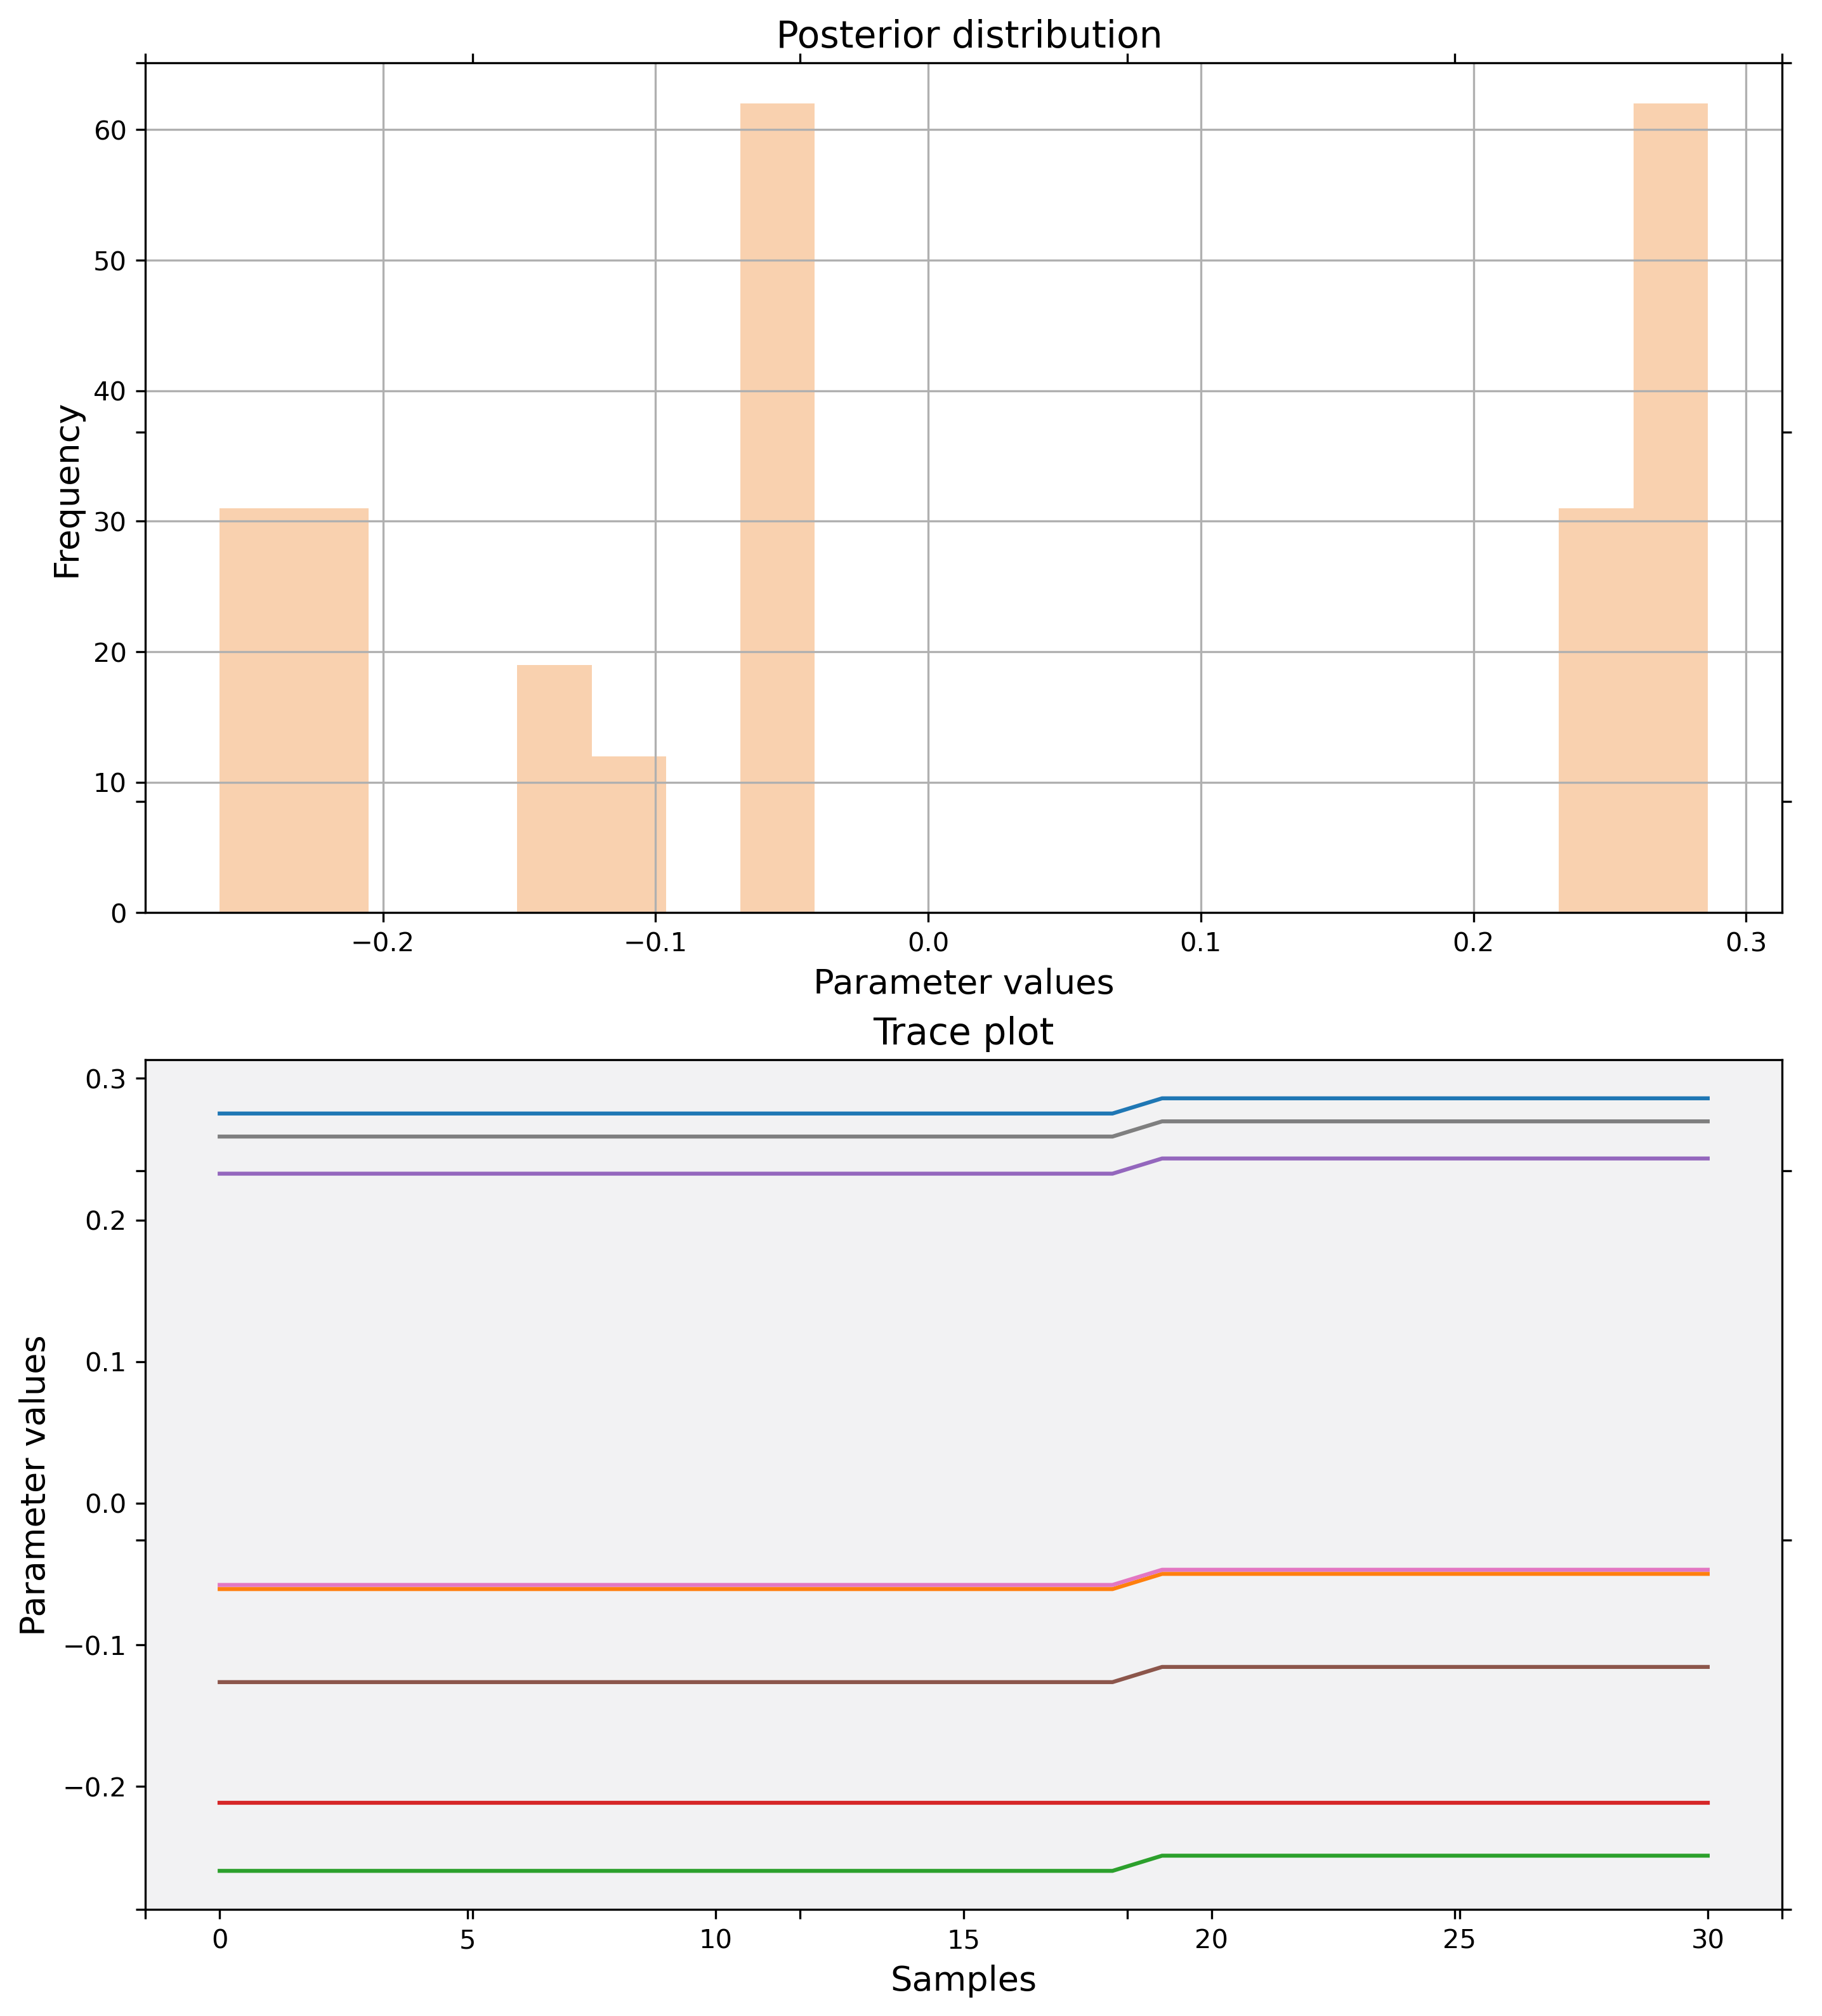 Posterior distribution
60
50
40
30
20
10
0
Frequency
−0.2 −0.1 0.0 0.1 0.2 0.3
Parameter values
Trace plot
0.3
0.2
0.1
0.0
−0.1
−0.2
Parameter values
0 5 10 15 20 25 30
Samples